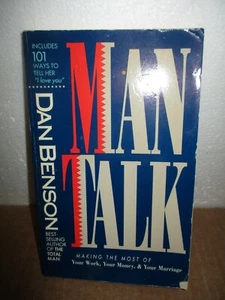 INCLUDES
101
WAYS TO
TELL HER
"I love you"
DAN BENSON
BEST
SELLING
AUTHOR
OF THE
TOTAL
MAN
MAN
TALK
MAKING THE MOST OF
Your Work, Your Money, & Your Marriage